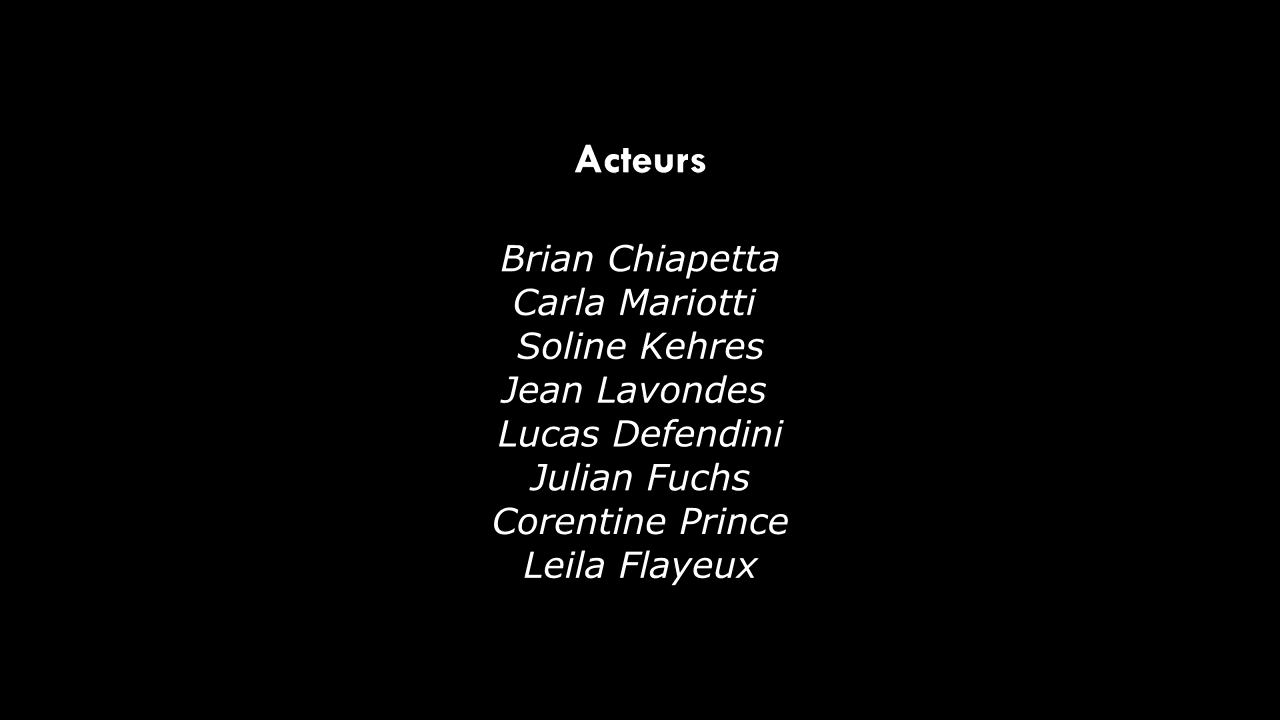 Acteurs
Brian Chiapetta
Carla Mariotti
Soline Kehres
Jean Lavondes
Lucas Defendini
Julian Fuchs
Corentine Prince
Leila Flayeux